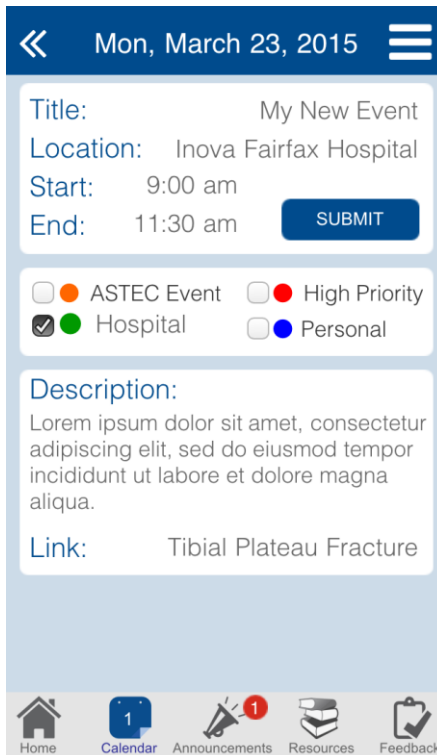 Mon, March 23, 2015
Title: My New Event
Location: Inova Fairfax Hospital
Start: 9:00 am
End: 11:30 am
SUBMIT
ASTEC Event
High Priority
Hospital
Personal
Description:
Lorem ipsum dolor sit amet, consectetur
adipiscing elit, sed do eiusmod tempor
incididunt ut labore et dolore magna
aliqua.
Link: Tibial Plateau Fracture
1
1
Home
Calendar
Announcements
Resources
Feedback